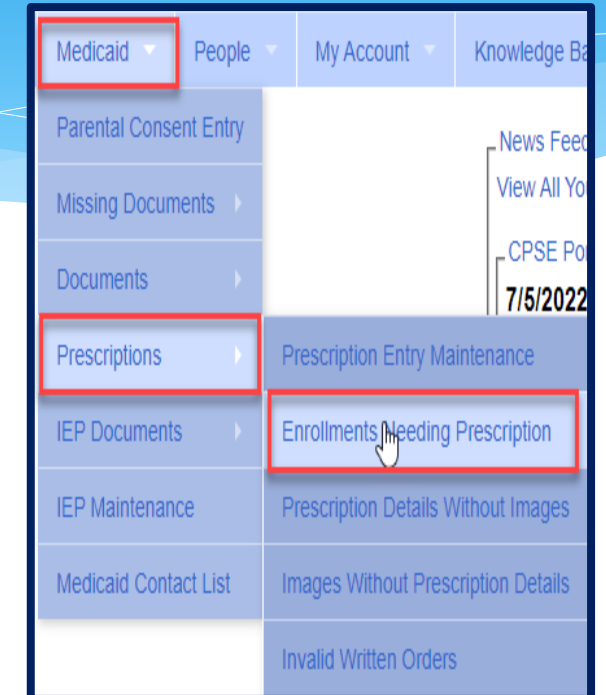 Medicaid People My Account Knowledge Ba
Parental Consent Entry
News Feed
Missing Documents
View All Yo
CPSE Por
Documents
7/5/2022
Prescriptions
Prescription Entry Maintenance
IEP Documents
Enrollments Needing Prescription
IEP Maintenance
Prescription Details Without Images
Medicaid Contact List
Images Without Prescription Details
Invalid Written Orders